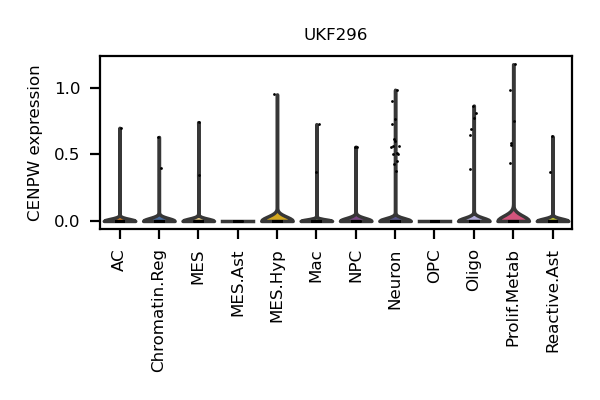 UKF296
CENPW expression
1.0
0.5
0.0
AC
Chromatin.Reg
MES
MES.Ast
MES.Hyp
Mac
NPC
Neuron
OPC
Oligo
Prolif.Metab
Reactive.Ast